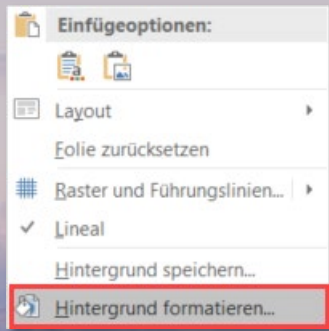 Einfügeoptionen:
Layout
Folie zurücksetzen
Raster und Führungslinien...
Lineal
Hintergrund speichern...
Hintergrund formatieren...